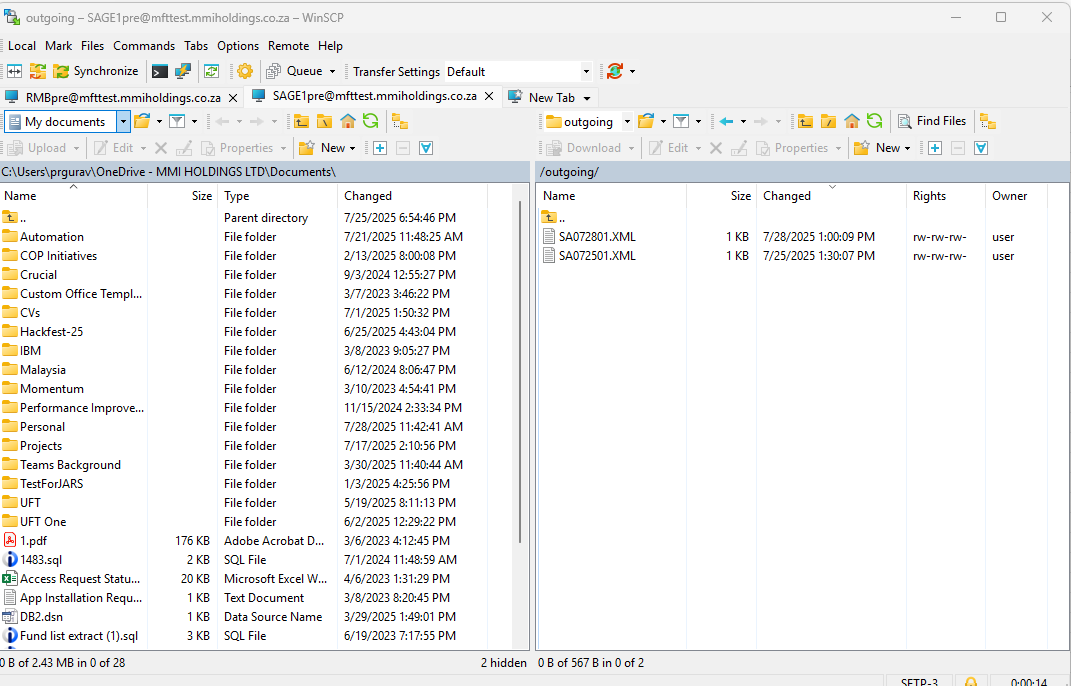 outgoing – SAGE1pre@mfttest.mmiholdings.co.za – WinSCP
Local Mark Files Commands Tabs Options Remote Help
Synchronize Queue Transfer Settings Default
RMBpre@mfttest.mmiholdings.co.za SAGE1pre@mfttest.mmiholdings.co.za New Tab
My documents outgoing Find Files
Upload Edit Properties New Download Edit Properties New
C:\Users\prgurav\OneDrive - MMI HOLDINGS LTD\Documents\ /outgoing/
Name Size Type Changed
.. Parent directory 7/25/2025 6:54:46 PM
Automation File folder 7/21/2025 11:48:25 AM
COP Initiatives File folder 2/13/2025 8:00:08 PM
Crucial File folder 9/3/2024 12:55:27 PM
Custom Office Templ... File folder 3/7/2023 3:46:22 PM
CVs File folder 7/1/2025 1:50:32 PM
Hackfest-25 File folder 6/25/2025 4:43:04 PM
IBM File folder 3/8/2023 9:05:27 PM
Malaysia File folder 6/12/2024 8:06:47 PM
Momentum File folder 3/10/2023 4:54:41 PM
Performance Improve... File folder 11/15/2024 2:33:34 PM
Personal File folder 7/28/2025 11:42:41 AM
Projects File folder 7/17/2025 2:10:56 PM
Teams Background File folder 3/30/2025 11:40:44 AM
TestForJARS File folder 1/3/2025 4:25:56 PM
UFT File folder 5/19/2025 8:11:13 PM
UFT One File folder 6/2/2025 12:29:22 PM
1.pdf 176 KB Adobe Acrobat D... 3/6/2023 4:12:45 PM
1483.sql 2 KB SQL File 7/1/2024 11:48:59 AM
Access Request Statu... 20 KB Microsoft Excel W... 4/6/2023 1:31:29 PM
App Installation Requ... 1 KB Text Document 3/8/2023 8:20:45 PM
DB2.dsn 1 KB Data Source Name 3/29/2025 1:49:01 PM
Fund list extract (1).sql 3 KB SQL File 6/19/2023 7:17:55 PM
Name Size Changed Rights Owner
..
SA072801.XML 1 KB 7/28/2025 1:00:09 PM rw-rw-rw- user
SA072501.XML 1 KB 7/25/2025 1:30:07 PM rw-rw-rw- user
0 B of 2.43 MB in 0 of 28 2 hidden 0 B of 567 B in 0 of 2
SFTP-3 0:00:14